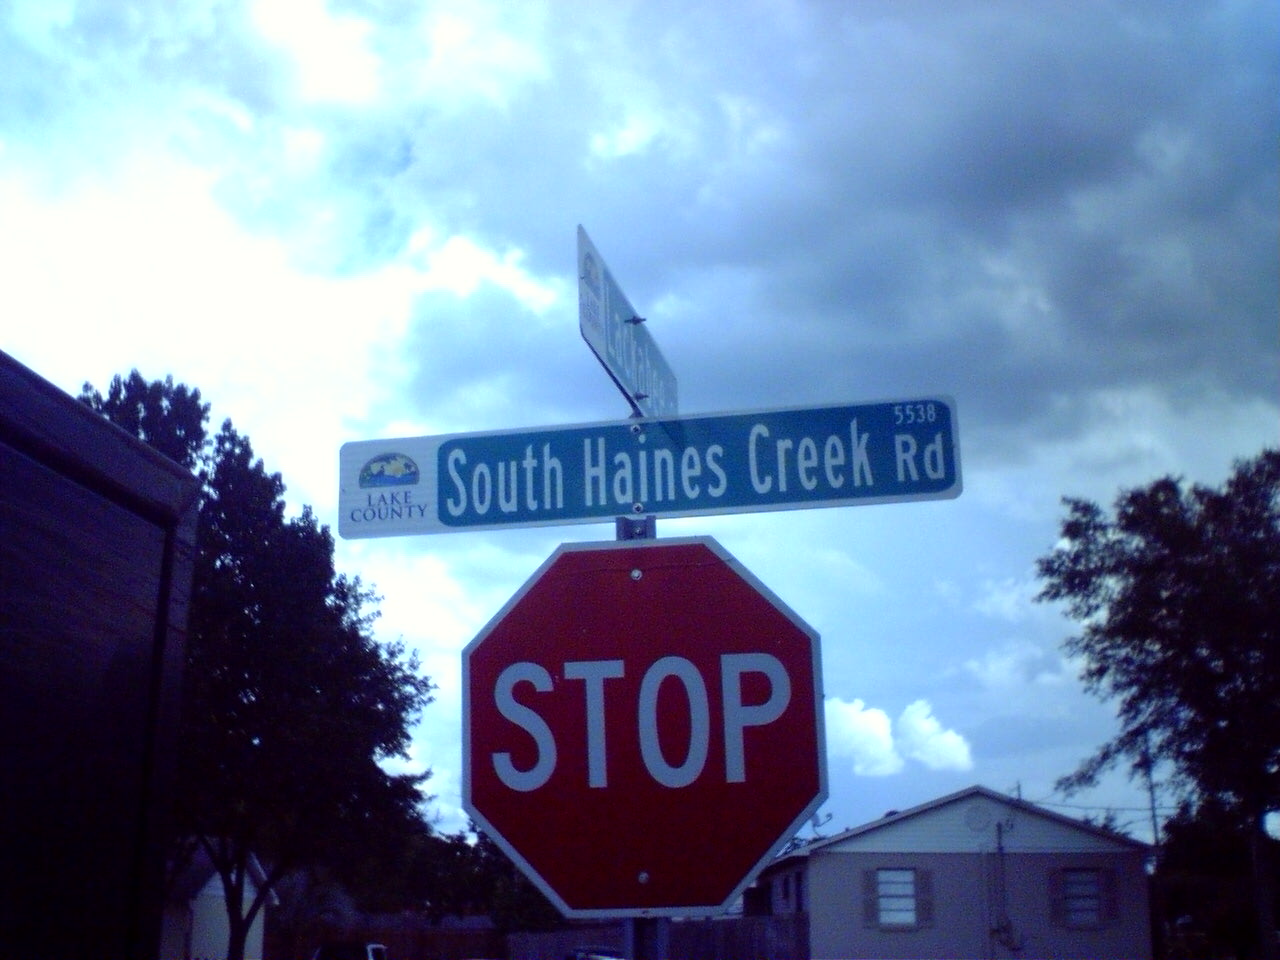 5538
South Haines Creek Rd
LAKE
COUNTY
STOP